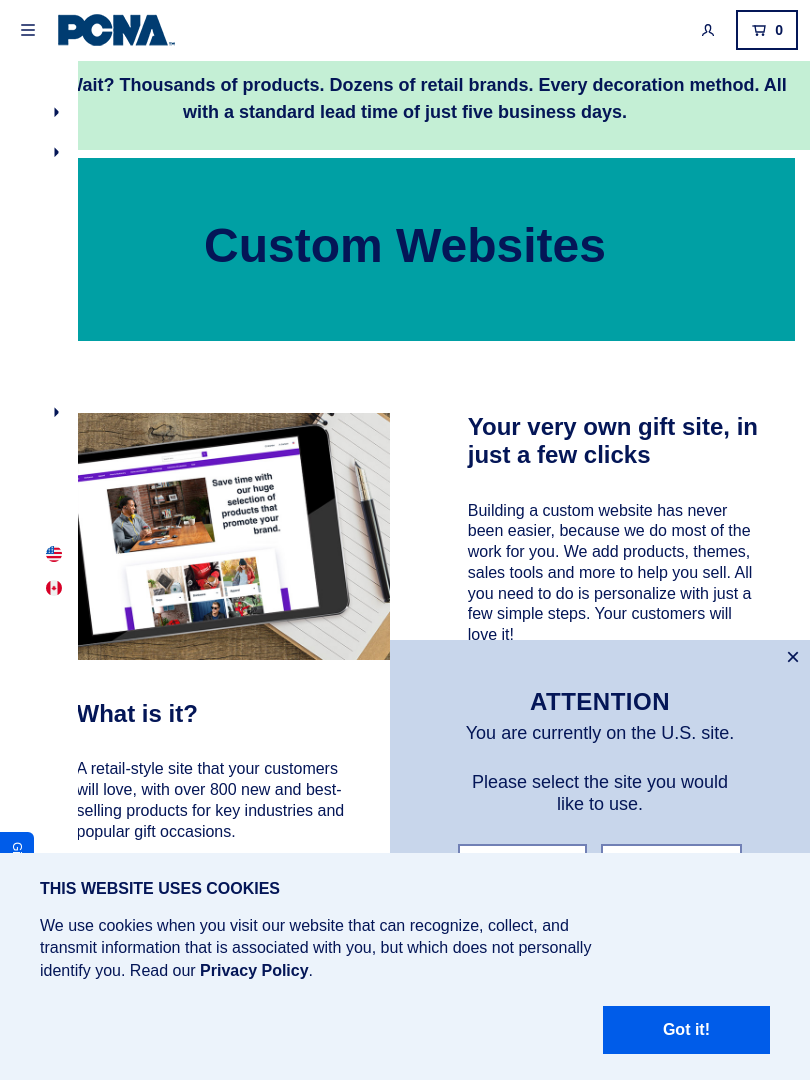 PCNA
0
Wait? Thousands of products. Dozens of retail brands. Every decoration method. All
with a standard lead time of just five business days.
Custom Websites
Save time with
our huge
selection of
products that
promote your
brand.
Your very own gift site, in
just a few clicks
Building a custom website has never
been easier, because we do most of the
work for you. We add products, themes,
sales tools and more to help you sell. All
you need to do is personalize with just a
few simple steps. Your customers will
love it!
What is it?
A retail-style site that your customers
will love, with over 800 new and best-
selling products for key industries and
popular gift occasions.
ATTENTION
You are currently on the U.S. site.
Please select the site you would
like to use.
THIS WEBSITE USES COOKIES
We use cookies when you visit our website that can recognize, collect, and
transmit information that is associated with you, but which does not personally
identify you. Read our Privacy Policy.
Got it!